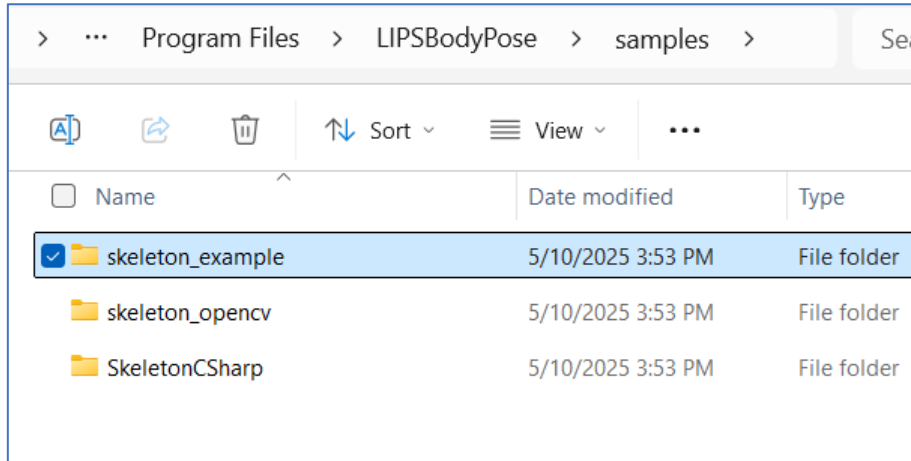 > ... Program Files > LIPSBodyPose > samples > Sea
A Sort View ...
Name Date modified Type
skeleton_example 5/10/2025 3:53 PM File folder
skeleton_opencv 5/10/2025 3:53 PM File folder
SkeletonCSharp 5/10/2025 3:53 PM File folder